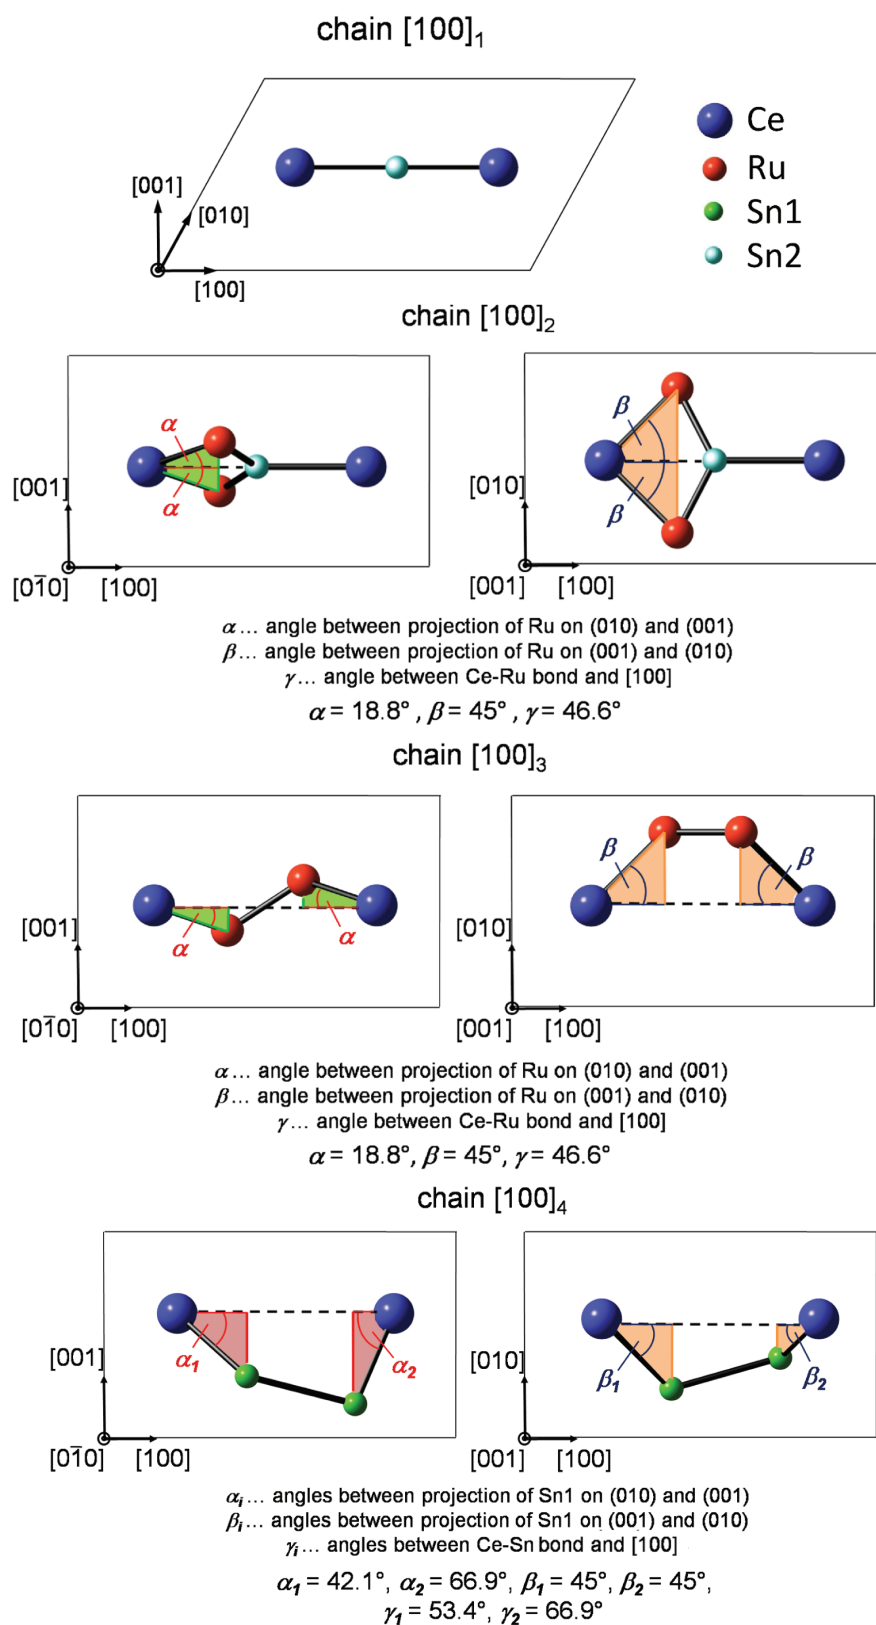 chain [100]₁
Ce
Ru
Sn1
Sn2
[001]
[010]
[100]
chain [100]₂
α
α
[001]
[01̅0]
[100]
β
β
[010]
[001]
[100]
α... angle between projection of Ru on (010) and (001)
β... angle between projection of Ru on (001) and (010)
γ... angle between Ce-Ru bond and [100]
α = 18.8° , β = 45° , γ = 46.6°
chain [100]₃
α
α
[001]
[01̅0]
[100]
β
β
[010]
[001]
[100]
α... angle between projection of Ru on (010) and (001)
β... angle between projection of Ru on (001) and (010)
γ... angle between Ce-Ru bond and [100]
α = 18.8°, β = 45°, γ = 46.6°
chain [100]₄
α₁
α₂
[001]
[01̅0]
[100]
β₁
β₂
[010]
[001]
[100]
αᵢ... angles between projection of Sn1 on (010) and (001)
βᵢ... angles between projection of Sn1 on (001) and (010)
γᵢ... angles between Ce-Sn bond and [100]
α₁ = 42.1°, α₂ = 66.9°, β₁ = 45°, β₂ = 45°,
γ₁ = 53.4°, γ₂ = 66.9°